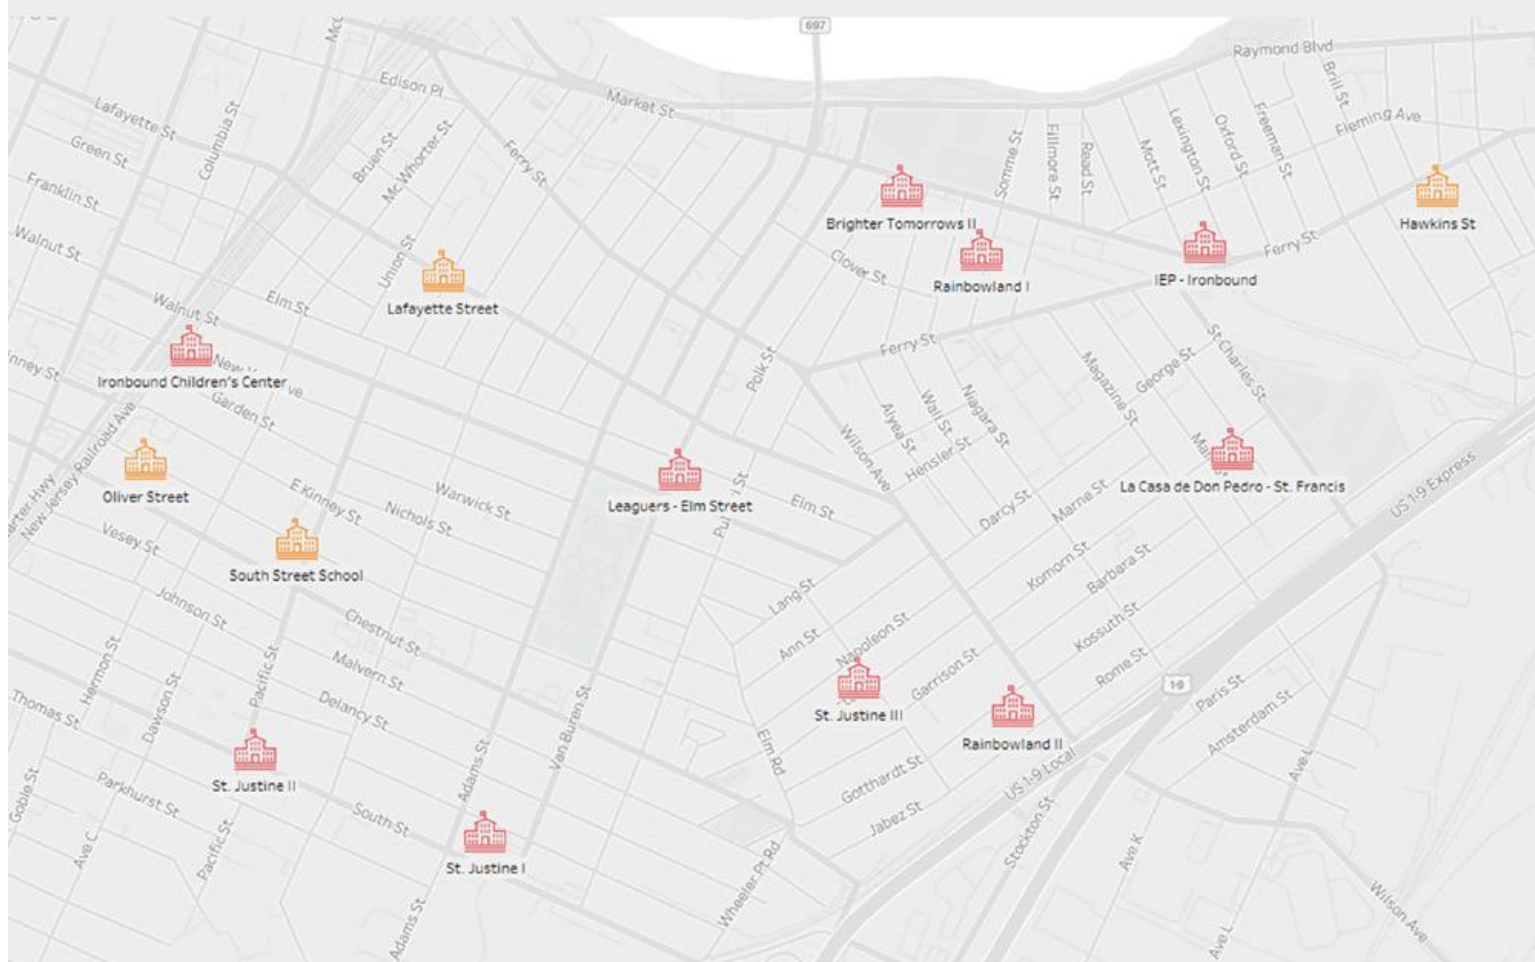 697
Raymond Blvd
Edison Pl
Market St
Brill St
Fleming Ave
Lafayette St
Columbia St
Green St
Bruen St
Mc Whorter St
Ferry St
Somme St
Fillmore St
Read St
Mott St
Lexington St
Oxford St
Freeman St
Franklin St
Walnut St
Union St
Brighter Tomorrows II
Hawkins St
Ferry St
Clover St
Rainbowland I
IEP - Ironbound
Walnut St
Elm St
Lafayette Street
Ferry St
St Charles St
Polk St
Magazine St
George St
Ironbound Children's Center
Garden St
New Jersey Railroad Ave
Alyea St
Wall St
Niagara St
Wilson Ave
Hensler St
Oliver Street
E Kinney St
Nichols St
Warwick St
Leaguers - Elm Street
Elm St
La Casa de Don Pedro - St. Francis
US 1-9 Express
Darcy St
Marne St
Vesey St
South Street School
Komorn St
Barbara St
Johnson St
Chestnut St
Lang St
Ann St
Napoleon St
Kossuth St
Hermon St
Pacific St
Malvern St
Garrison St
Rome St
1-9
Paris St
Thomas St
Dawson St
Delancy St
Van Buren St
St. Justine III
Rainbowland II
Amsterdam St
Elm Rd
Adams St
St. Justine II
Gotthardt St
US 1-9 Local
Ave L
Goble St
Parkhurst St
South St
Jabez St
Stockton St
Ave C
Pacific St
St. Justine I
Wheeler Pt Rd
Ave K
Wilson Ave
Adams St
Ave L